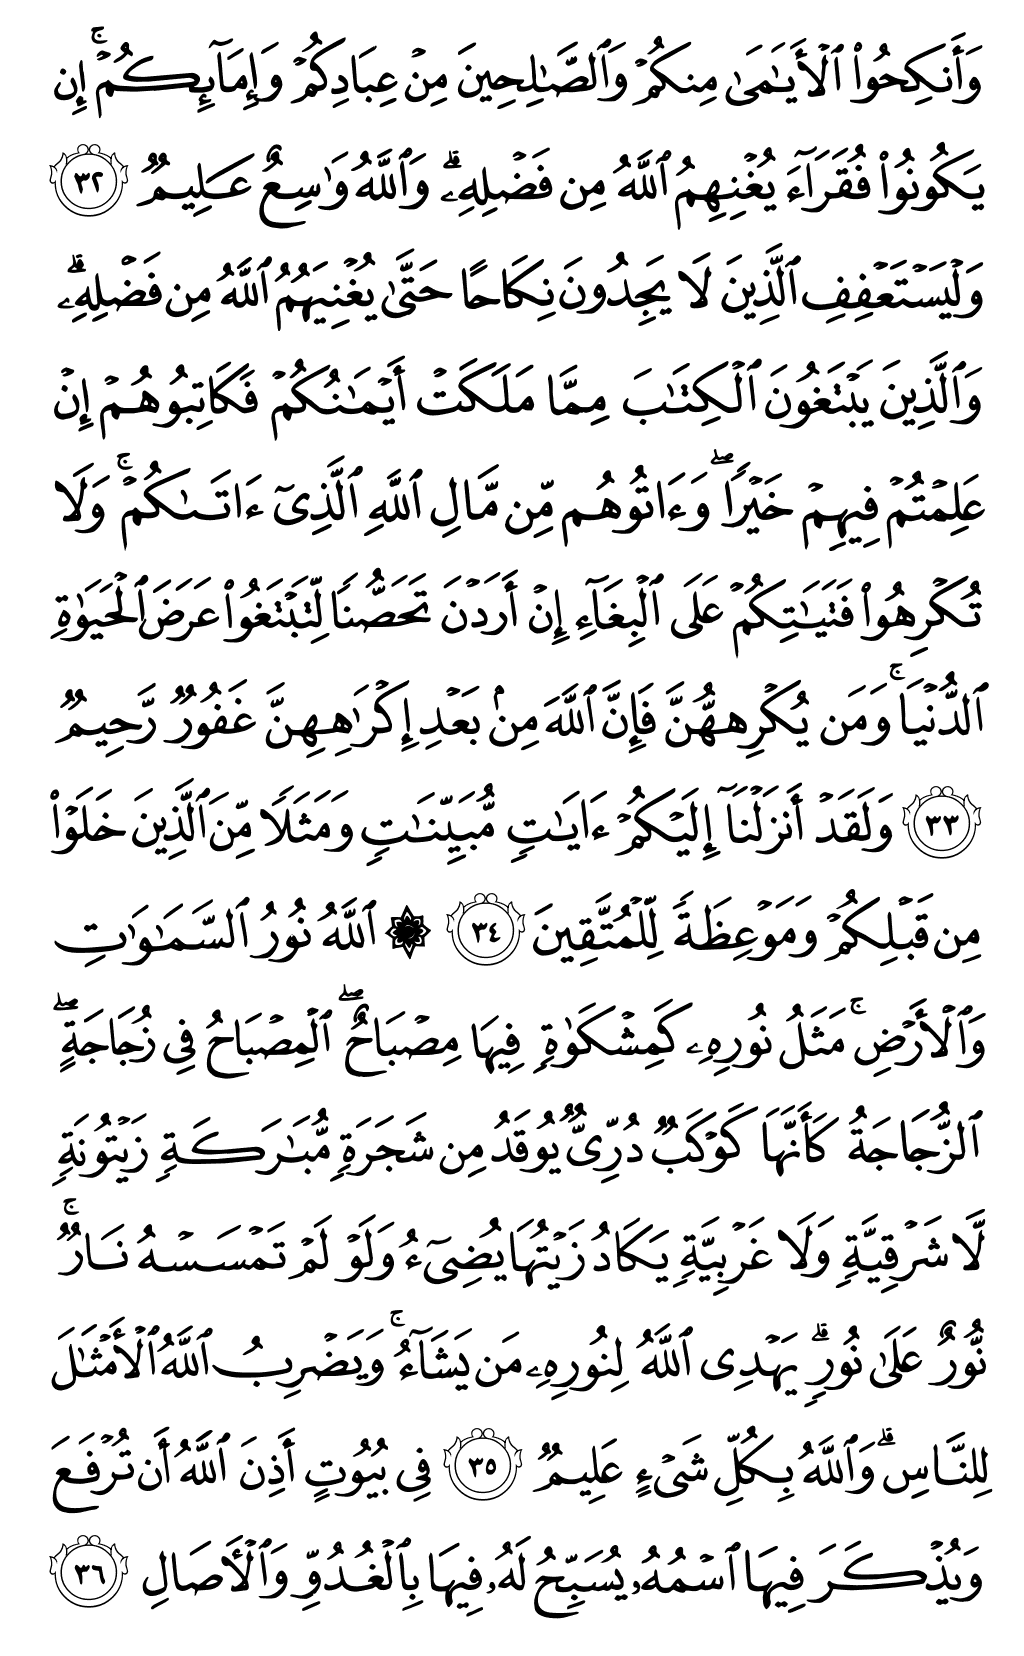 وَأَنكِحُوا۟ ٱلْأَيَـٰمَىٰ مِنكُمْ وَٱلصَّـٰلِحِينَ مِنْ عِبَادِكُمْ وَإِمَآئِكُمْ ۚ إِن
يَكُونُوا۟ فُقَرَآءَ يُغْنِهِمُ ٱللَّهُ مِن فَضْلِهِۦ ۗ وَٱللَّهُ وَٰسِعٌ عَلِيمٌ ٣٢
وَلْيَسْتَعْفِفِ ٱلَّذِينَ لَا يَجِدُونَ نِكَاحًا حَتَّىٰ يُغْنِيَهُمُ ٱللَّهُ مِن فَضْلِهِۦ ۗ
وَٱلَّذِينَ يَبْتَغُونَ ٱلْكِتَـٰبَ مِمَّا مَلَكَتْ أَيْمَـٰنُكُمْ فَكَاتِبُوهُمْ إِنْ
عَلِمْتُمْ فِيهِمْ خَيْرًا ۖ وَءَاتُوهُم مِّن مَّالِ ٱللَّهِ ٱلَّذِىٓ ءَاتَىٰكُمْ ۚ وَلَا
تُكْرِهُوا۟ فَتَيَـٰتِكُمْ عَلَى ٱلْبِغَآءِ إِنْ أَرَدْنَ تَحَصُّنًا لِّتَبْتَغُوا۟ عَرَضَ ٱلْحَيَوٰةِ
ٱلدُّنْيَا ۚ وَمَن يُكْرِههُّنَّ فَإِنَّ ٱللَّهَ مِنۢ بَعْدِ إِكْرَٰهِهِنَّ غَفُورٌ رَّحِيمٌ
٣٣ وَلَقَدْ أَنزَلْنَآ إِلَيْكُمْ ءَايَـٰتٍ مُّبَيِّنَـٰتٍ وَمَثَلًا مِّنَ ٱلَّذِينَ خَلَوْا۟
مِن قَبْلِكُمْ وَمَوْعِظَةً لِّلْمُتَّقِينَ ٣٤ ۞ ٱللَّهُ نُورُ ٱلسَّمَـٰوَٰتِ
وَٱلْأَرْضِ ۚ مَثَلُ نُورِهِۦ كَمِشْكَوٰةٍ فِيهَا مِصْبَاحٌ ۖ ٱلْمِصْبَاحُ فِى زُجَاجَةٍ ۖ
ٱلزُّجَاجَةُ كَأَنَّهَا كَوْكَبٌ دُرِّىٌّ يُوقَدُ مِن شَجَرَةٍ مُّبَـٰرَكَةٍ زَيْتُونَةٍ
لَّا شَرْقِيَّةٍ وَلَا غَرْبِيَّةٍ يَكَادُ زَيْتُهَا يُضِىٓءُ وَلَوْ لَمْ تَمْسَسْهُ نَارٌ ۚ
نُّورٌ عَلَىٰ نُورٍ ۗ يَهْدِى ٱللَّهُ لِنُورِهِۦ مَن يَشَآءُ ۚ وَيَضْرِبُ ٱللَّهُ ٱلْأَمْثَـٰلَ
لِلنَّاسِ ۗ وَٱللَّهُ بِكُلِّ شَىْءٍ عَلِيمٌ ٣٥ فِى بُيُوتٍ أَذِنَ ٱللَّهُ أَن تُرْفَعَ
وَيُذْكَرَ فِيهَا ٱسْمُهُۥ يُسَبِّحُ لَهُۥ فِيهَا بِٱلْغُدُوِّ وَٱلْـَٔاصَالِ ٣٦